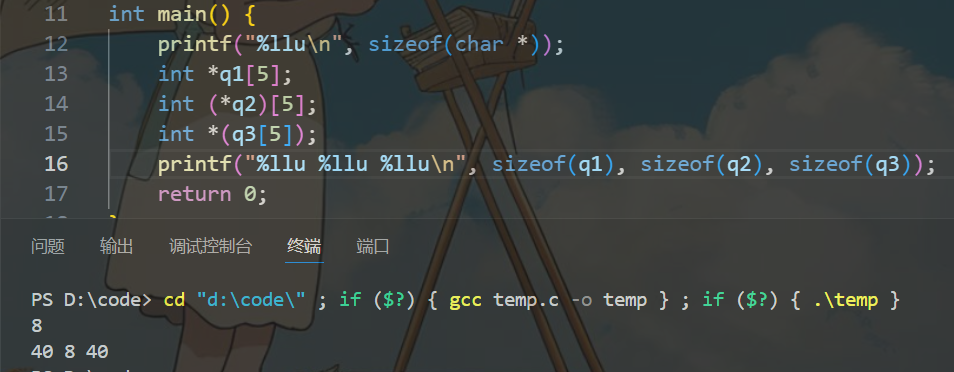 11 int main() {
12 printf("%llu\n", sizeof(char *));
13 int *q1[5];
14 int (*q2)[5];
15 int *(q3[5]);
16 printf("%llu %llu %llu\n", sizeof(q1), sizeof(q2), sizeof(q3));
17 return 0;
问题 输出 调试控制台 终端 端口
PS D:\code> cd "d:\code\" ; if ($?) { gcc temp.c -o temp } ; if ($?) { .\temp }
8
40 8 40